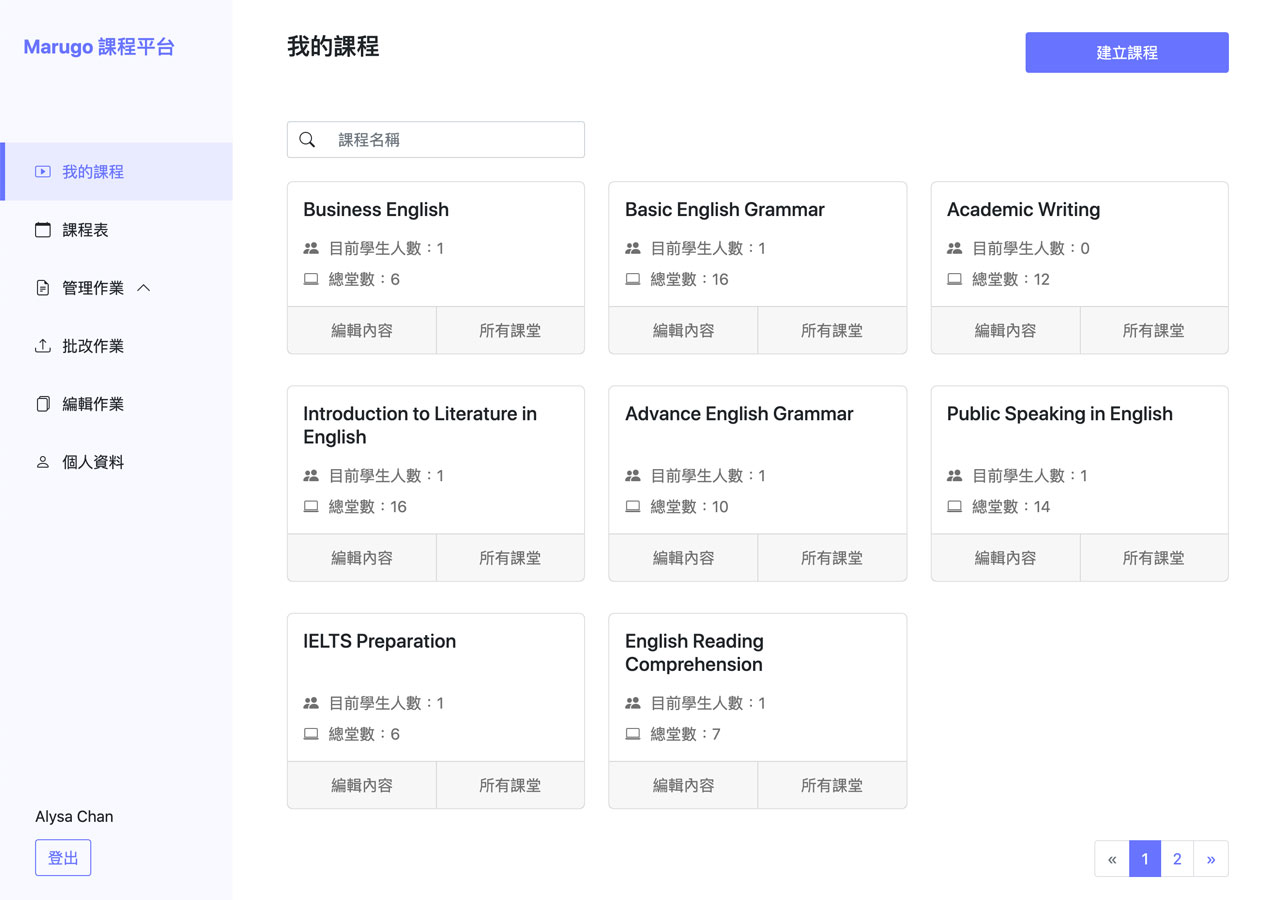 Marugo 課程平台
我的課程
課程表
管理作業
批改作業
編輯作業
個人資料
Alysa Chan
登出
我的課程
建立課程
課程名稱
Business English
目前學生人數：1
總堂數：6
編輯內容
所有課堂
Basic English Grammar
目前學生人數：1
總堂數：16
編輯內容
所有課堂
Academic Writing
目前學生人數：0
總堂數：12
編輯內容
所有課堂
Introduction to Literature in
English
目前學生人數：1
總堂數：16
編輯內容
所有課堂
Advance English Grammar
目前學生人數：1
總堂數：10
編輯內容
所有課堂
Public Speaking in English
目前學生人數：1
總堂數：14
編輯內容
所有課堂
IELTS Preparation
目前學生人數：1
總堂數：6
編輯內容
所有課堂
English Reading
Comprehension
目前學生人數：1
總堂數：7
編輯內容
所有課堂
« 1 2 »